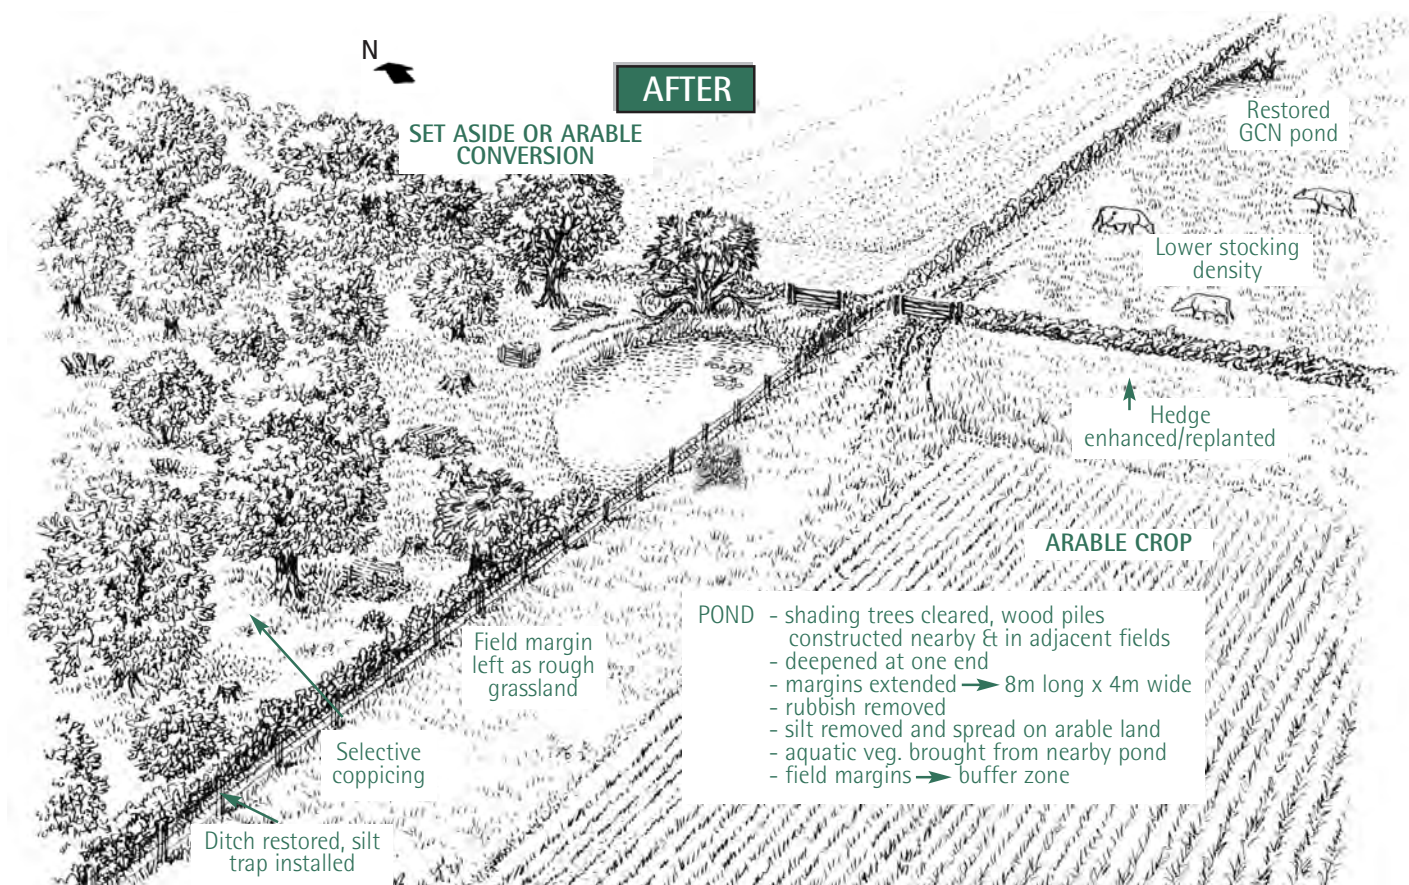 N
AFTER
SET ASIDE OR ARABLE
CONVERSION
Restored
GCN pond
Lower stocking
density
Hedge
enhanced/replanted
ARABLE CROP
POND - shading trees cleared, wood piles
constructed nearby & in adjacent fields
- deepened at one end
- margins extended → 8m long x 4m wide
- rubbish removed
- silt removed and spread on arable land
- aquatic veg. brought from nearby pond
- field margins → buffer zone
Field margin
left as rough
grassland
Selective
coppicing
Ditch restored, silt
trap installed